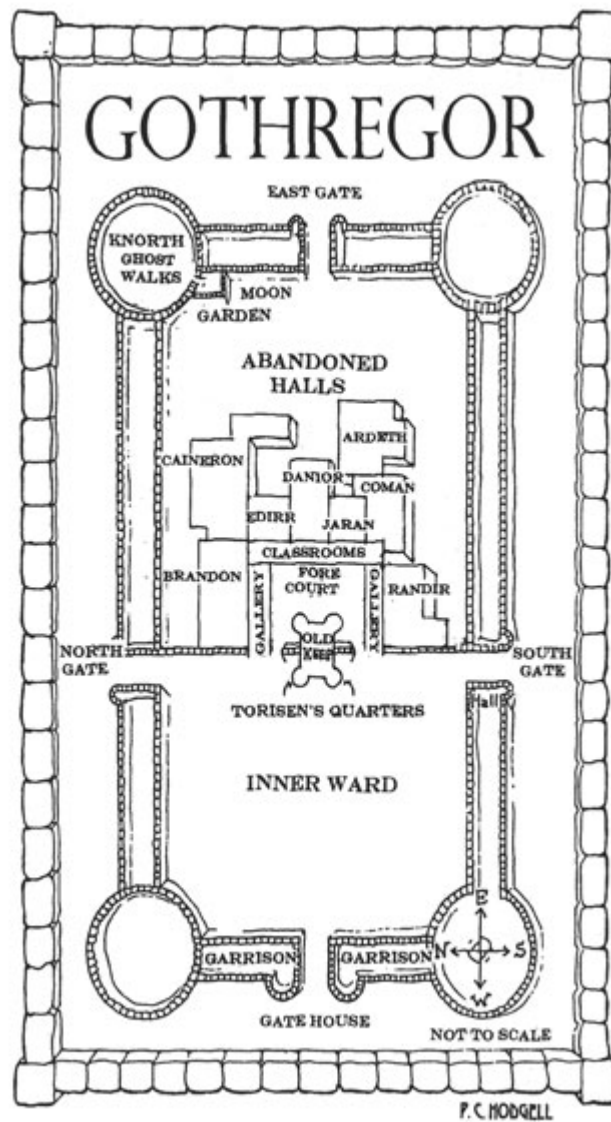 GOTHREGOR
EAST GATE
KNORTH
GHOST
WALKS
MOON
GARDEN
ABANDONED
HALLS
ARDETH
CAINERON
DANIOR
COMAN
EDIRR
JARAN
CLASSROOMS
BRANDON
FORE
COURT
GALLERY
GALLERY
RANDIR
OLD
KEEP
NORTH
GATE
SOUTH
GATE
TORISEN'S QUARTERS
Hall
INNER WARD
E
N
S
W
GARRISON
GARRISON
GATE HOUSE
NOT TO SCALE
P.C. HODGELL